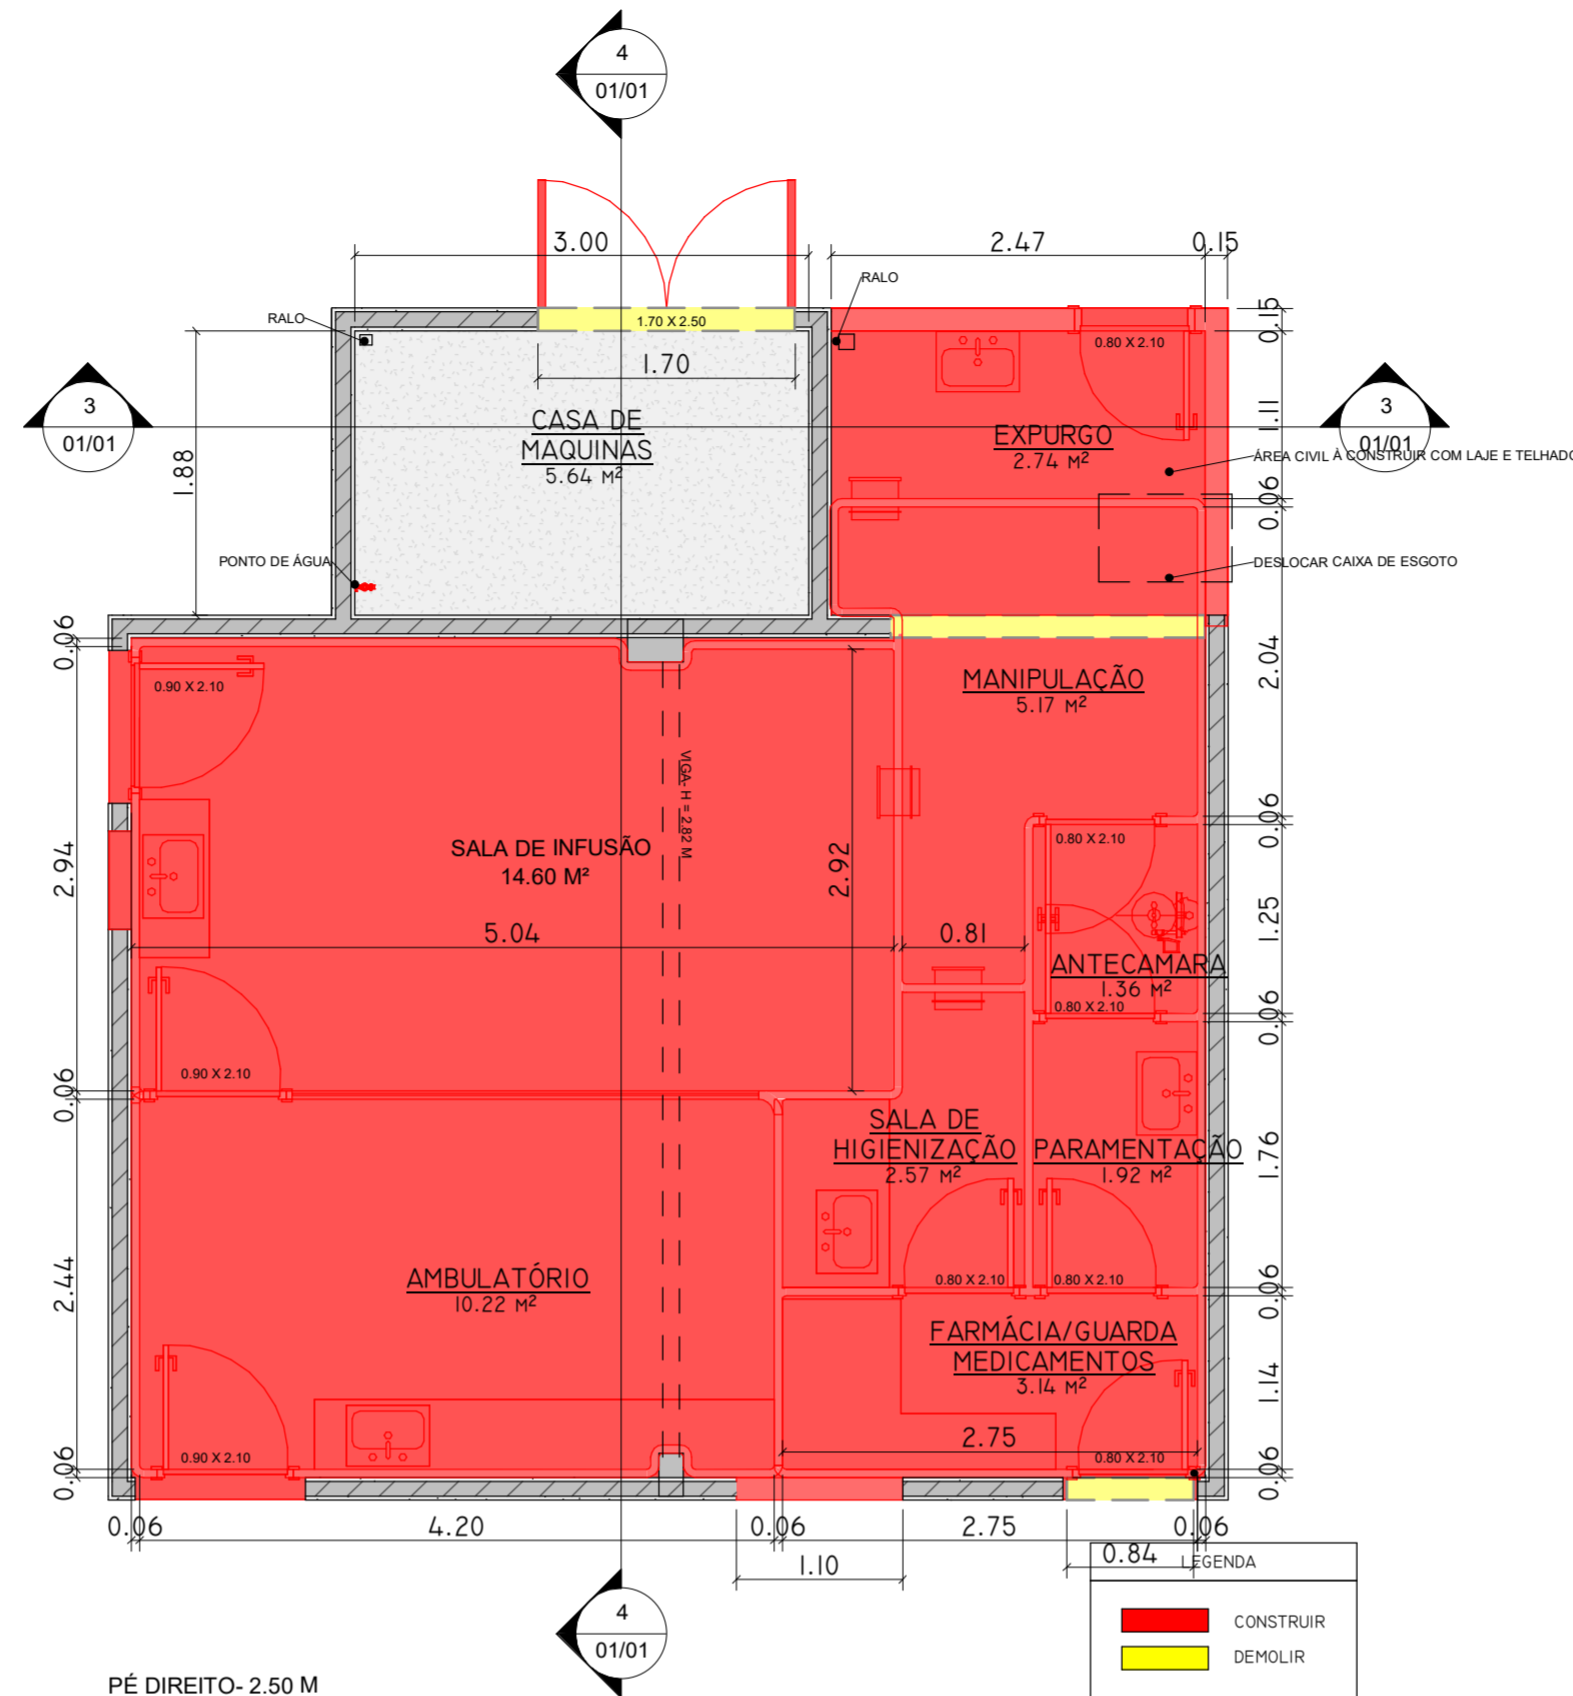 4
01/01
3.00
2.47
0.15
RALO
RALO
1.70 X 2.50
0.80 X 2.10
0.15
1.70
3
01/01
CASA DE
MAQUINAS
5.64 M²
EXPURGO
2.74 M²
1.11
3
01/01
ÁREA CIVIL À CONSTRUIR COM LAJE E TELHADO
1.88
0.06
PONTO DE ÁGUA
DESLOCAR CAIXA DE ESGOTO
0.06
0.90 X 2.10
MANIPULAÇÃO
5.17 M²
2.04
VIGA- H = 2.82 M
0.06
0.80 X 2.10
SALA DE INFUSÃO
14.60 M²
2.94
2.92
5.04
0.81
1.25
ANTECAMARA
1.36 M²
0.80 X 2.10
0.06
0.90 X 2.10
0.06
SALA DE
HIGIENIZAÇÃO
2.57 M²
PARAMENTAÇÃO
1.92 M²
1.76
2.44
AMBULATÓRIO
10.22 M²
0.80 X 2.10
0.80 X 2.10
0.06
FARMÁCIA/GUARDA
MEDICAMENTOS
3.14 M²
1.14
2.75
0.90 X 2.10
0.80 X 2.10
0.06
0.06
0.06
4.20
0.06
2.75
0.06
1.10
0.84
LEGENDA
4
01/01
CONSTRUIR
DEMOLIR
PÉ DIREITO- 2.50 M